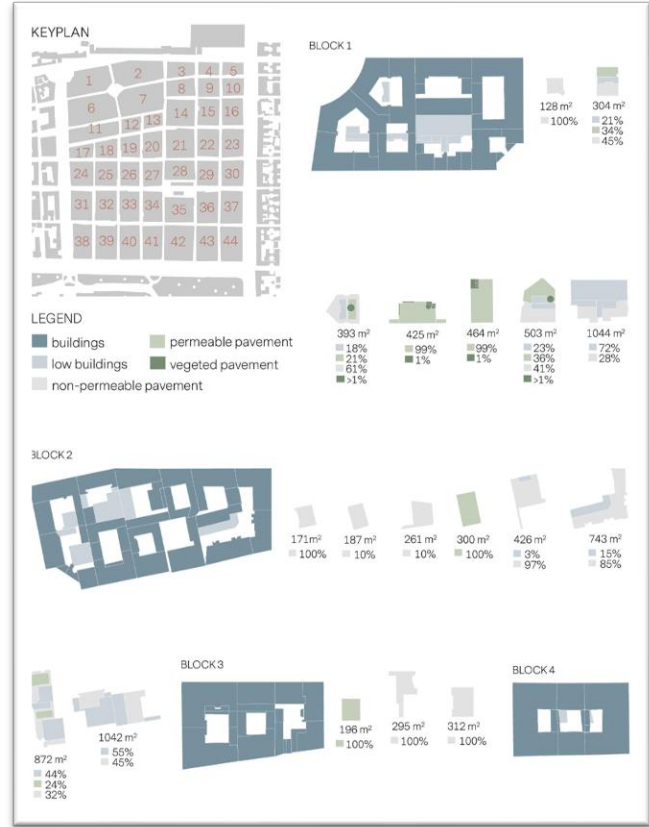 KEYPLAN
1 2 3 4 5
6 7 8 9 10
11 12 13 14 15 16
17 18 19 20 21 22 23
24 25 26 27 28 29 30
31 32 33 34 35 36 37
38 39 40 41 42 43 44
LEGEND
buildings
permeable pavement
low buildings
vegeted pavement
non-permeable pavement
BLOCK 1
128 m²
100%
304 m²
21%
34%
45%
393 m²
18%
21%
61%
>1%
425 m²
99%
1%
464 m²
99%
1%
503 m²
23%
36%
41%
>1%
1044 m²
72%
28%
BLOCK 2
171 m²
100%
187 m²
10%
261 m²
10%
300 m²
100%
426 m²
3%
97%
743 m²
15%
85%
872 m²
44%
24%
32%
1042 m²
55%
45%
BLOCK 3
196 m²
100%
295 m²
100%
312 m²
100%
BLOCK 4